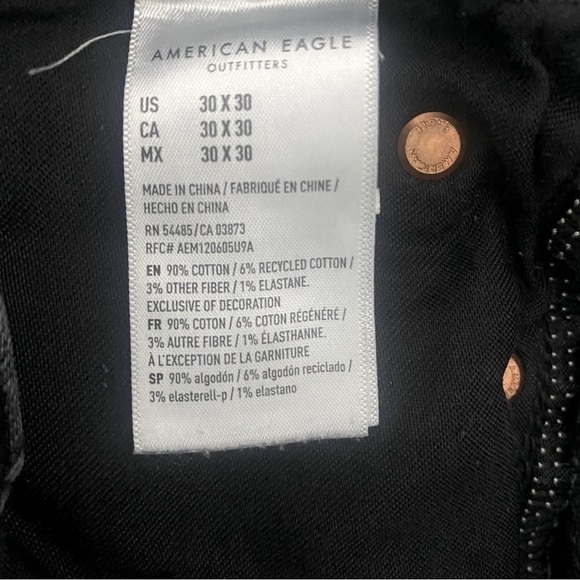 AMERICAN EAGLE
OUTFITTERS
US 30 X 30
CA 30 X 30
MX 30 X 30
MADE IN CHINA / FABRIQUÉ EN CHINE /
HECHO EN CHINA
RN 54485/CA 03873
RFC# AEM120605U9A
EN 90% COTTON / 6% RECYCLED COTTON /
3% OTHER FIBER / 1% ELASTANE.
EXCLUSIVE OF DECORATION
FR 90% COTON / 6% COTON RÉGÉNÉRÉ /
3% AUTRE FIBRE / 1% ÉLASTHANNE.
À L'EXCEPTION DE LA GARNITURE
SP 90% algodón / 6% algodón reciclado /
3% elasterell-p / 1% elastano
AMERICAN